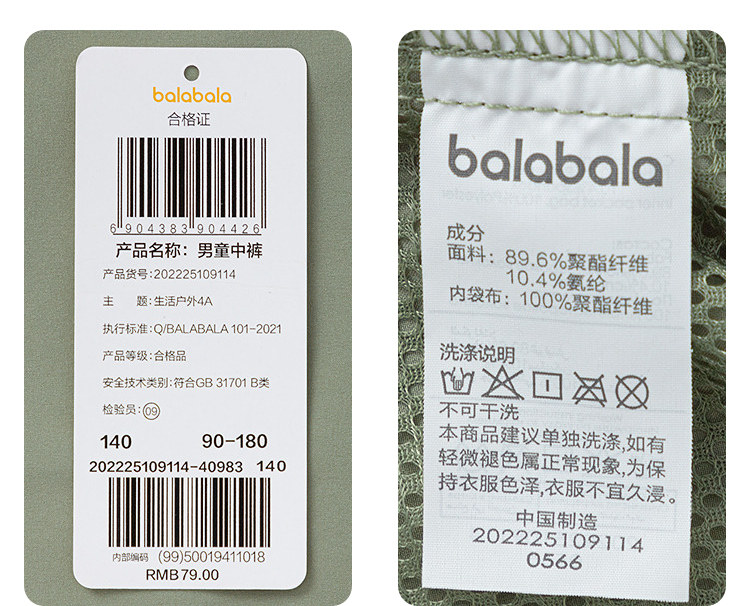 balabala
合格证
6 904383 904426
产品名称：男童中裤
产品货号:202225109114
主 题:生活户外4A
执行标准:Q/BALABALA 101-2021
产品等级:合格品
安全技术类别:符合GB 31701 B类
检验员:09
140 90-180
202225109114-40983 140
内部编码 (99)50019411018
RMB79.00
balabala
成分
面料：89.6%聚酯纤维
10.4%氨纶
内袋布：100%聚酯纤维
洗涤说明
不可干洗
本商品建议单独洗涤,如有
轻微褪色属正常现象,为保
持衣服色泽,衣服不宜久浸。
中国制造
202225109114
0566